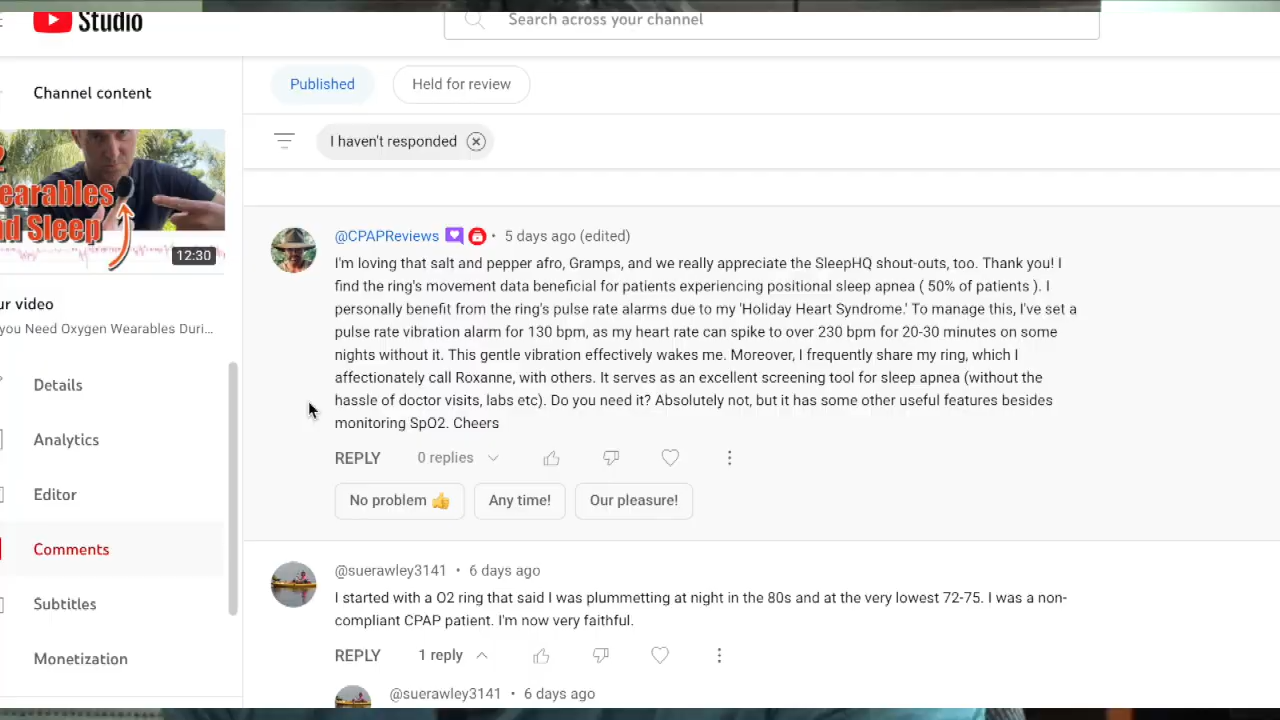 Studio
Search across your channel
Channel content
2
earables
nd Sleep
12:30
ur video
you Need Oxygen Wearables Duri...
Details
Analytics
Editor
Comments
Subtitles
Monetization
Published
Held for review
I haven't responded
@CPAPReviews • 5 days ago (edited)
I'm loving that salt and pepper afro, Gramps, and we really appreciate the SleepHQ shout-outs, too. Thank you! I
find the ring's movement data beneficial for patients experiencing positional sleep apnea ( 50% of patients ). I
personally benefit from the ring's pulse rate alarms due to my 'Holiday Heart Syndrome.' To manage this, I've set a
pulse rate vibration alarm for 130 bpm, as my heart rate can spike to over 230 bpm for 20-30 minutes on some
nights without it. This gentle vibration effectively wakes me. Moreover, I frequently share my ring, which I
affectionately call Roxanne, with others. It serves as an excellent screening tool for sleep apnea (without the
hassle of doctor visits, labs etc). Do you need it? Absolutely not, but it has some other useful features besides
monitoring SpO2. Cheers
REPLY 0 replies
No problem 👍 Any time! Our pleasure!
@suerawley3141 • 6 days ago
I started with a O2 ring that said I was plummetting at night in the 80s and at the very lowest 72-75. I was a non-
compliant CPAP patient. I'm now very faithful.
REPLY 1 reply
@suerawley3141 • 6 days ago